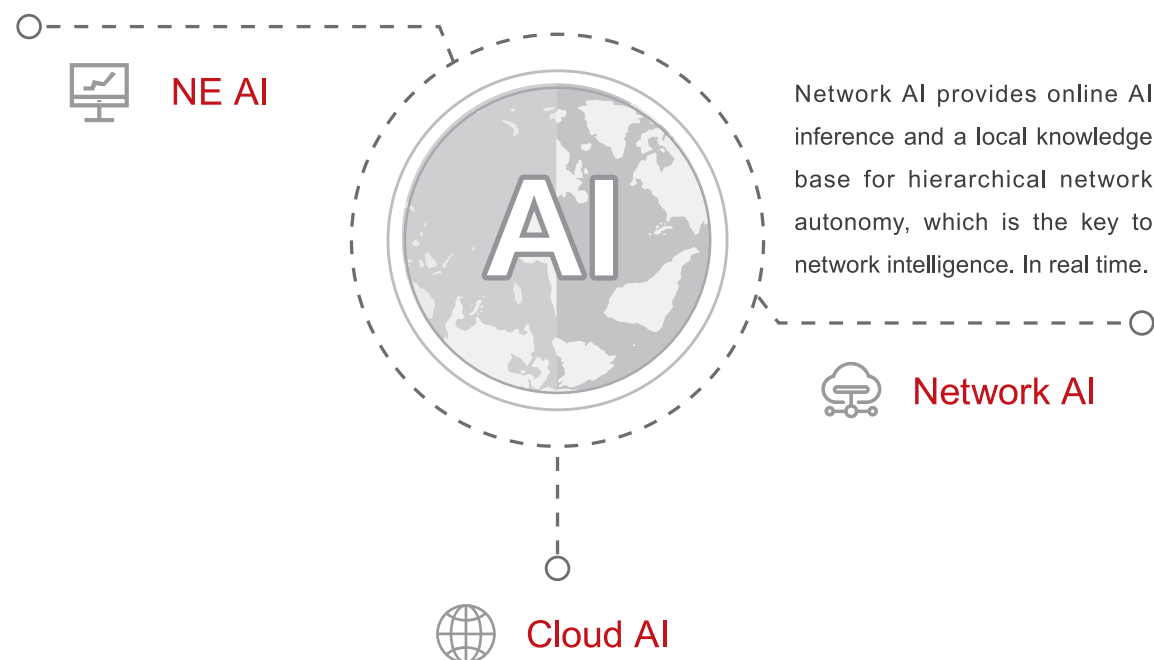 NE AI
Network AI provides online AI
inference and a local knowledge
base for hierarchical network
autonomy, which is the key to
network intelligence. In real time.
AI
Network AI
Cloud AI